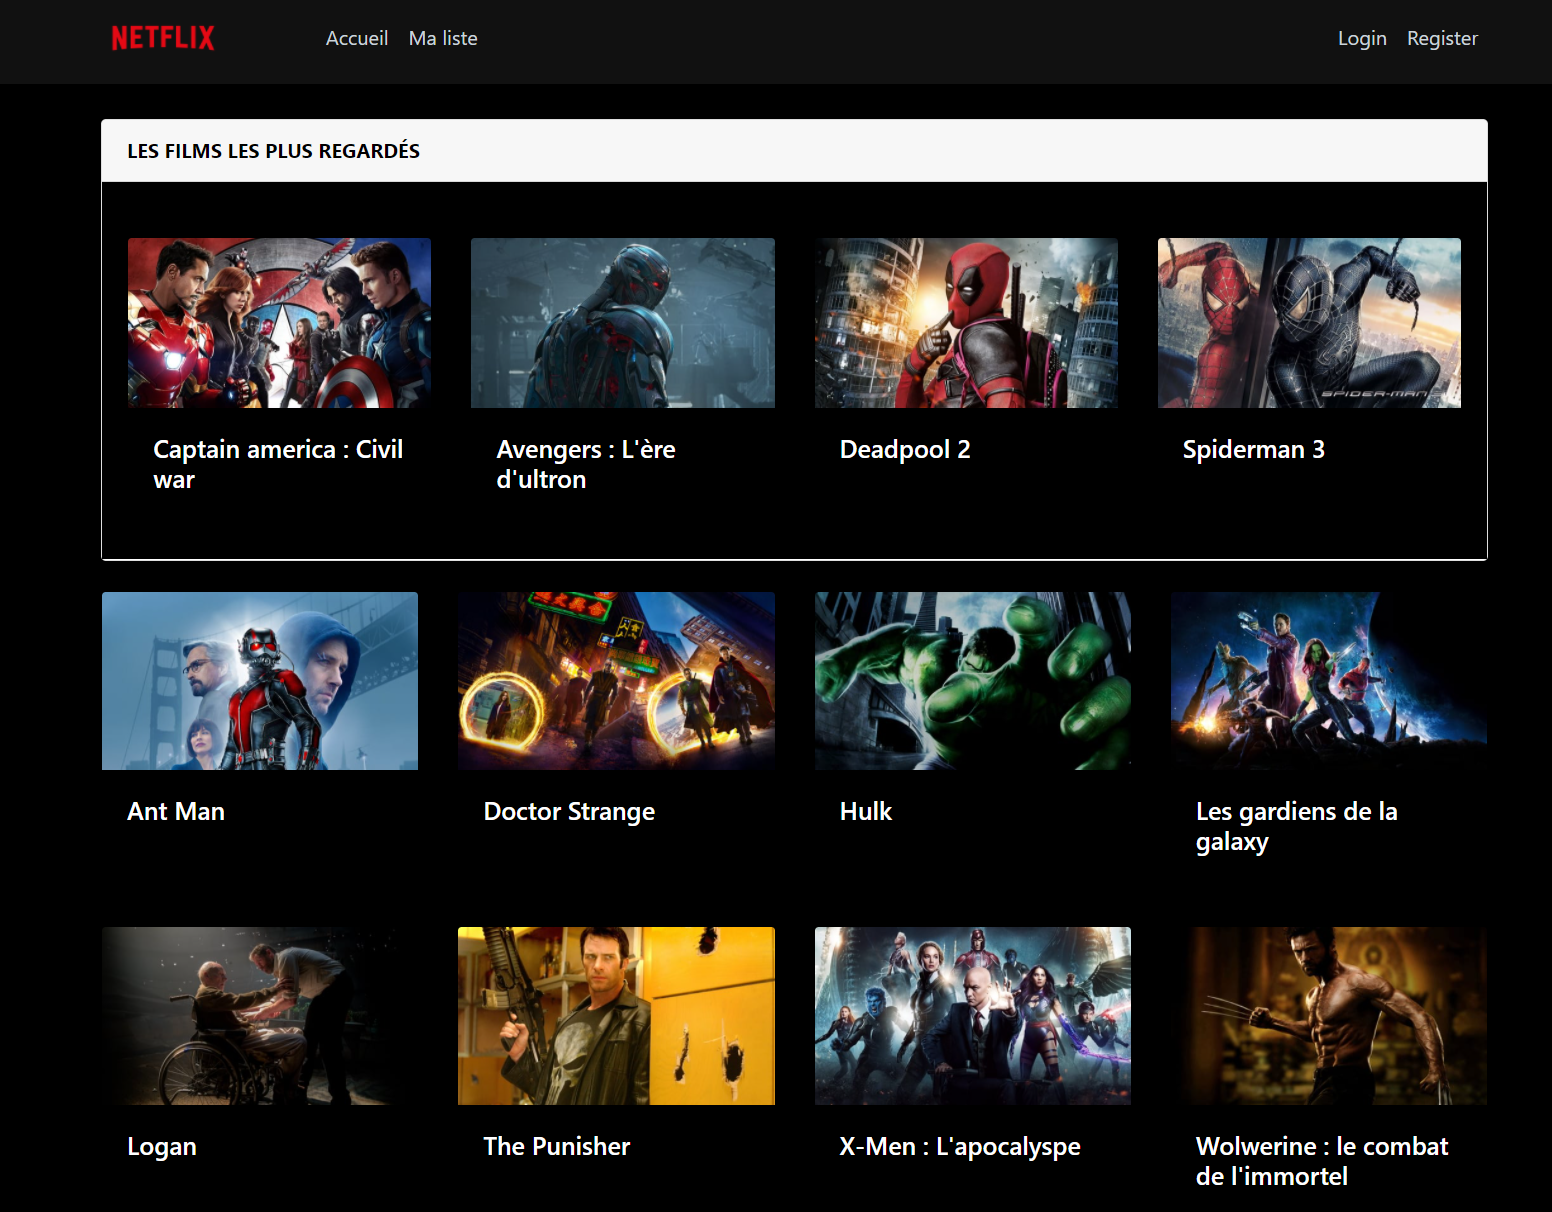 NETFLIX
Accueil Ma liste
Login Register
LES FILMS LES PLUS REGARDÉS
SPIDER-MAN
Captain america : Civil
war
Avengers : L'ère
d'ultron
Deadpool 2
Spiderman 3
Ant Man
Doctor Strange
Hulk
Les gardiens de la
galaxy
Logan
The Punisher
X-Men : L'apocalyspe
Wolwerine : le combat
de l'immortel